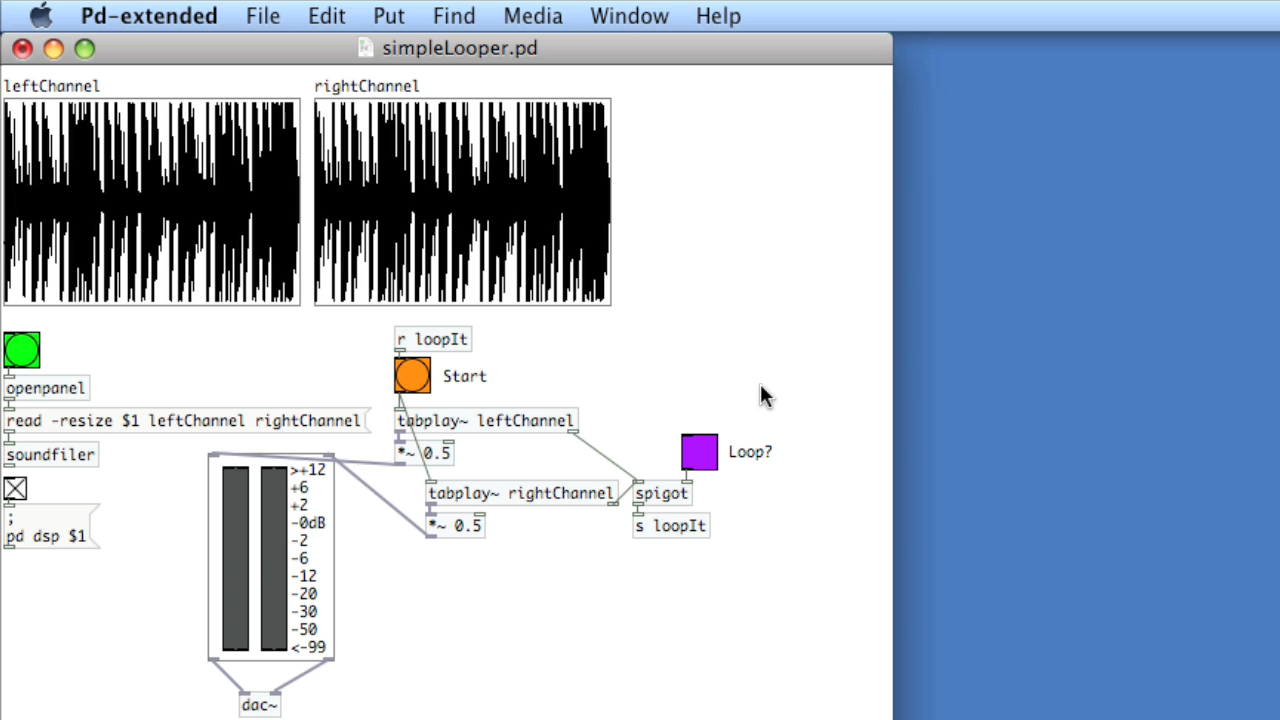 Pd-extended File Edit Put Find Media Window Help
simpleLooper.pd
leftChannel
rightChannel
r loopIt
Start
openpanel
read -resize $1 leftChannel rightChannel
soundfiler
;
pd dsp $1
tabplay~ leftChannel
*~ 0.5
Loop?
tabplay~ rightChannel
spigot
*~ 0.5
s loopIt
>+12
+6
+2
-0dB
-2
-6
-12
-20
-30
-50
<-99
dac~